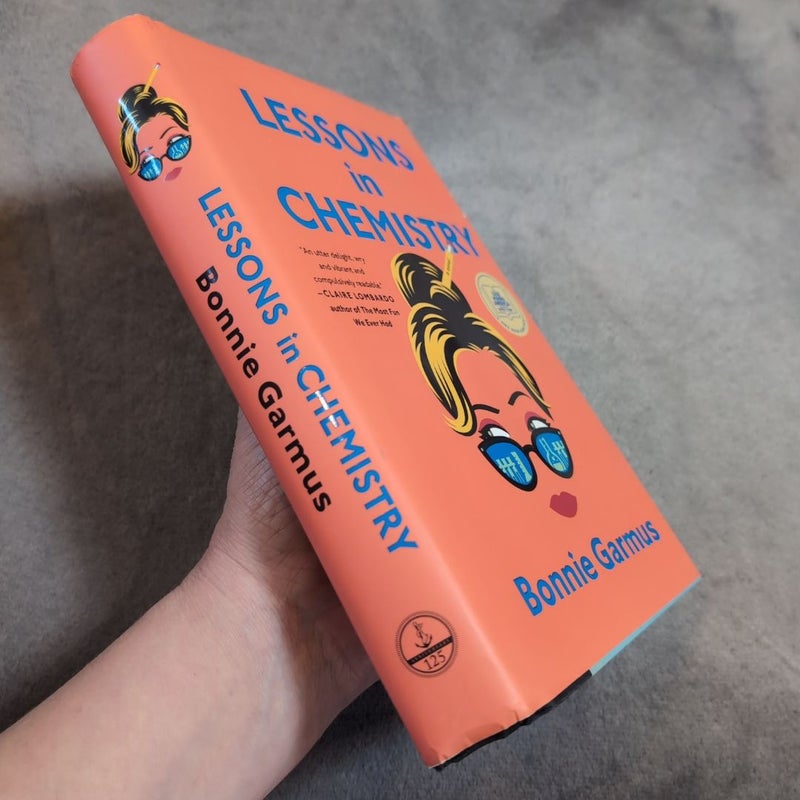 LESSONS
in
CHEMISTRY
"An utter delight, wry
and vibrant and
compulsively readable."
—CLAIRE LOMBARDO
author of The Most Fun
We Ever Had
Bonnie Garmus
LESSONS in CHEMISTRY
Bonnie Garmus
125